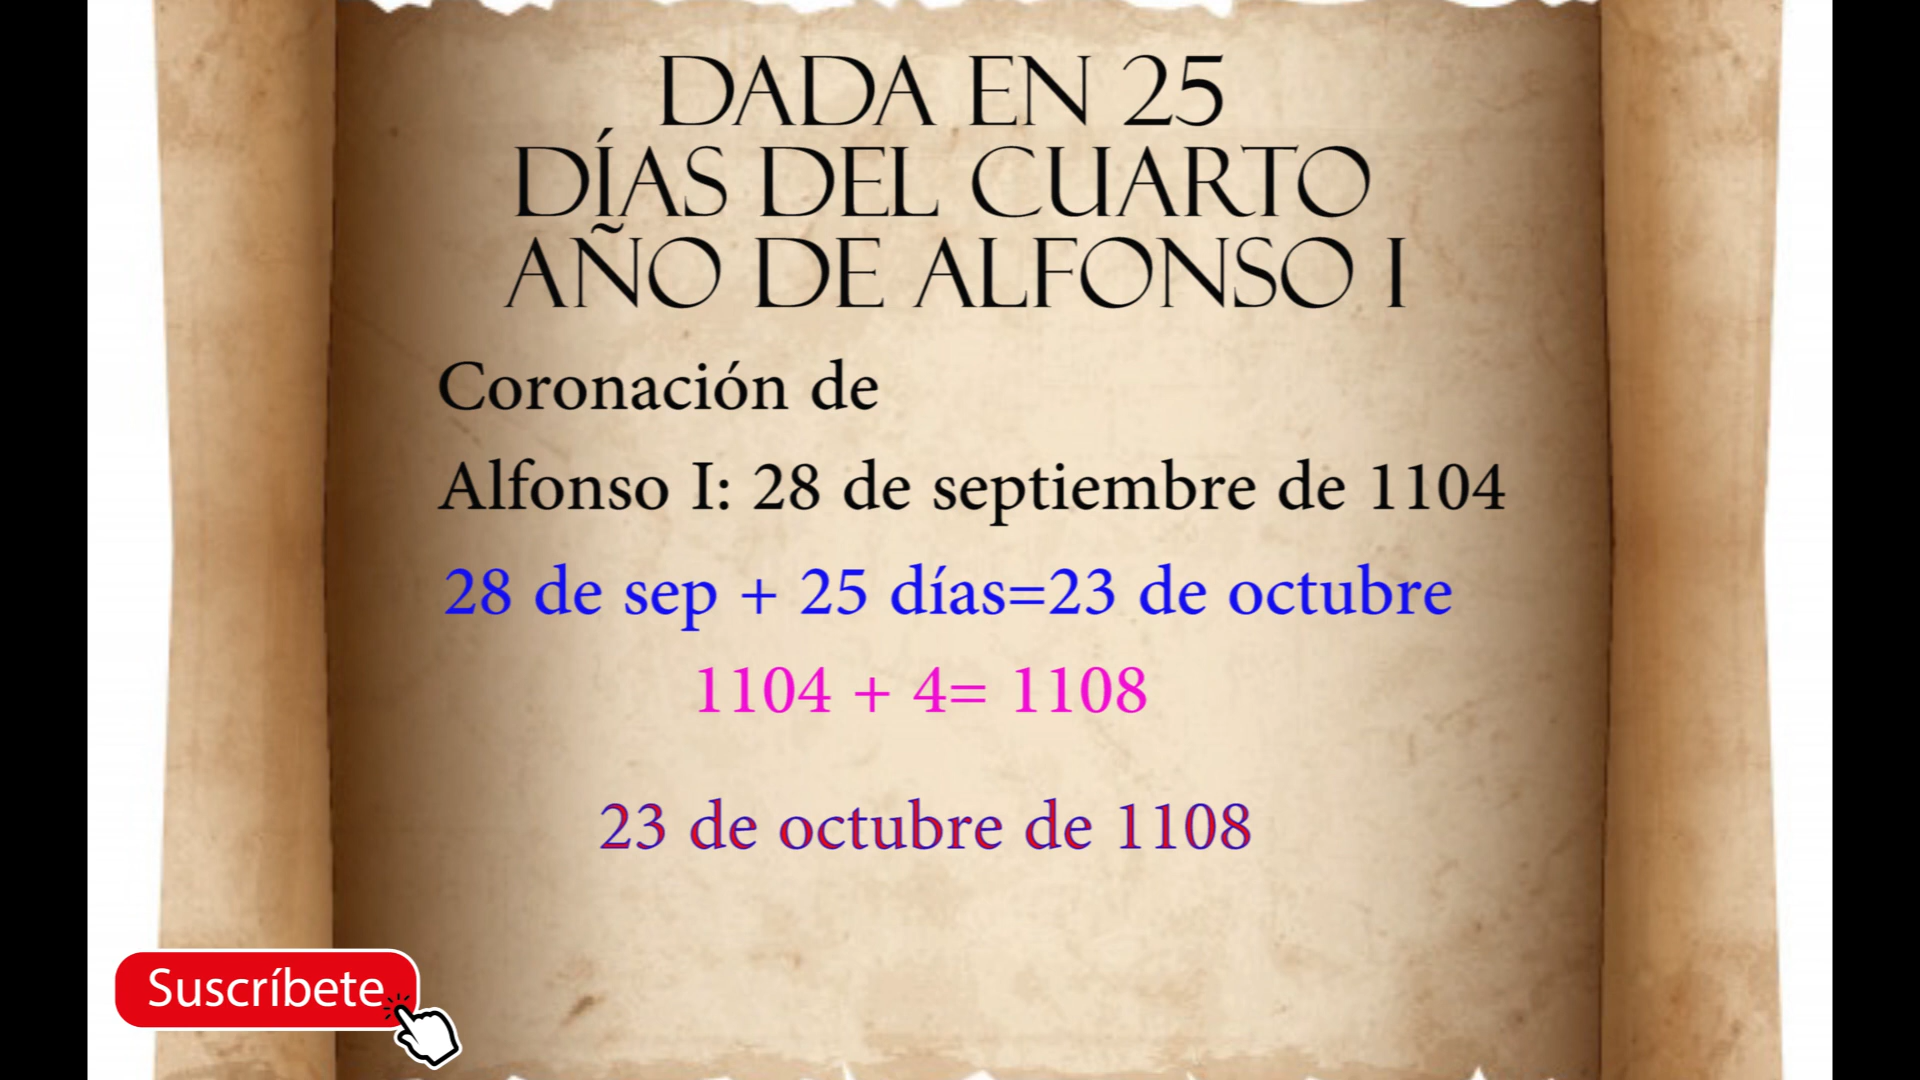 DADA EN 25
DÍAS DEL CUARTO
AÑO DE ALFONSO I
Coronación de
Alfonso I: 28 de septiembre de 1104
28 de sep + 25 días=23 de octubre
1104 + 4= 1108
23 de octubre de 1108
Suscríbete